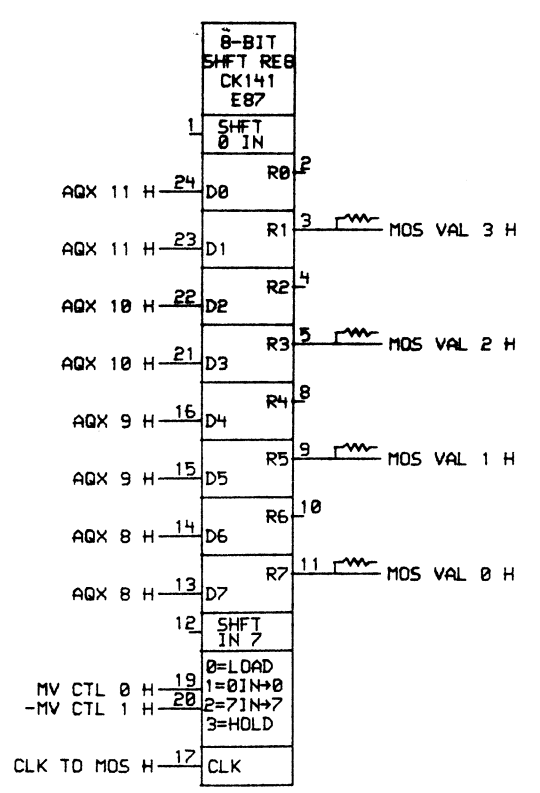 8-BIT
SHFT REG
CK141
E87
1 SHFT
0 IN
R0 2
AQX 11 H 24 D0
R1 3 MOS VAL 3 H
AQX 11 H 23 D1
R2 4
AQX 10 H 22 D2
R3 5 MOS VAL 2 H
AQX 10 H 21 D3
R4 8
AQX 9 H 16 D4
R5 9 MOS VAL 1 H
AQX 9 H 15 D5
R6 10
AQX 8 H 14 D6
R7 11 MOS VAL 0 H
AQX 8 H 13 D7
12 SHFT
IN 7
0=LOAD
MV CTL 0 H 19 1=0IN→0
-MV CTL 1 H 20 2=7IN→7
3=HOLD
CLK TO MOS H 17 CLK